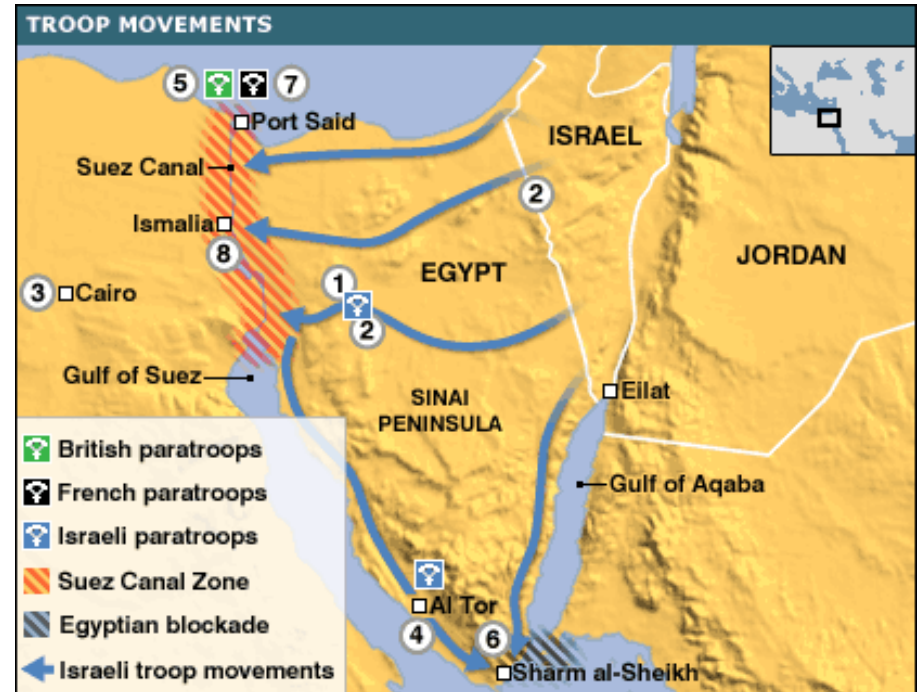 TROOP MOVEMENTS
5 7
Port Said
ISRAEL
Suez Canal
2
Ismalia
8
EGYPT
JORDAN
3 Cairo
1
2
Gulf of Suez
Eilat
SINAI
PENINSULA
British paratroops
French paratroops
Gulf of Aqaba
Israeli paratroops
Suez Canal Zone
Al Tor
Egyptian blockade
4 6
Israeli troop movements
Sharm al-Sheikh